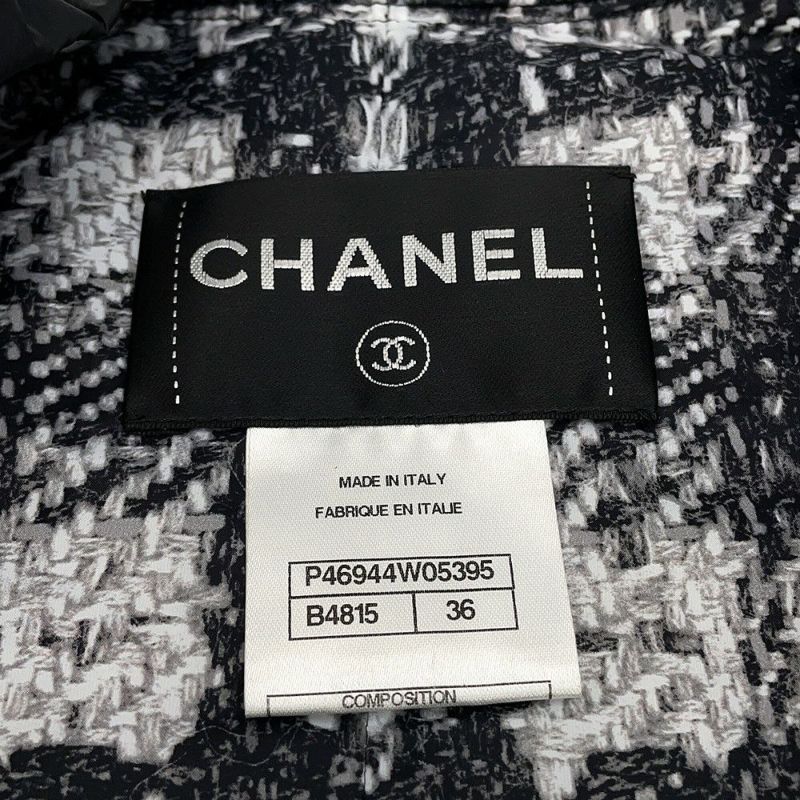 CHANEL
MADE IN ITALY
FABRIQUE EN ITALIE
P46944W05395
B4815 36
COMPOSITION